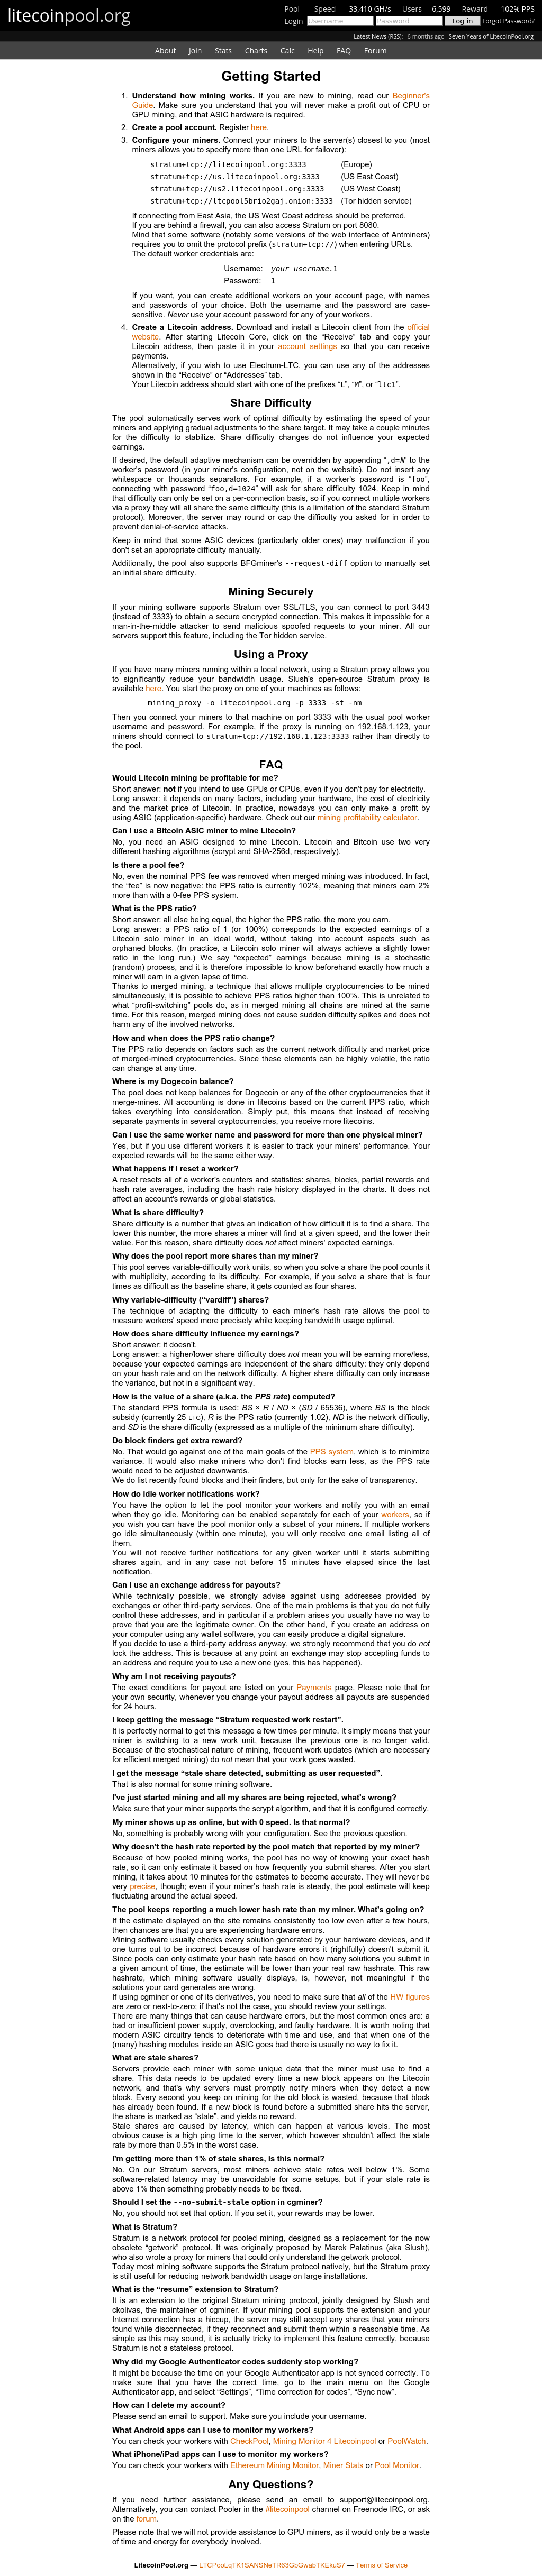 litecoinpool.org
Pool Speed 33,410 GH/s Users 6,599 Reward 102% PPS
Login Username Password Log in Forgot Password?
Latest News (RSS): 6 months ago Seven Years of LitecoinPool.org
About Join Stats Charts Calc Help FAQ Forum
Getting Started
1. Understand how mining works. If you are new to mining, read our Beginner's
Guide. Make sure you understand that you will never make a profit out of CPU or
GPU mining, and that ASIC hardware is required.
2. Create a pool account. Register here.
3. Configure your miners. Connect your miners to the server(s) closest to you (most
miners allows you to specify more than one URL for failover):
stratum+tcp://litecoinpool.org:3333 (Europe)
stratum+tcp://us.litecoinpool.org:3333 (US East Coast)
stratum+tcp://us2.litecoinpool.org:3333 (US West Coast)
stratum+tcp://ltcpool5brio2gaj.onion:3333 (Tor hidden service)
If connecting from East Asia, the US West Coast address should be preferred.
If you are behind a firewall, you can also access Stratum on port 8080.
Mind that some software (notably some versions of the web interface of Antminers)
requires you to omit the protocol prefix (stratum+tcp://) when entering URLs.
The default worker credentials are:
Username: your_username.1
Password: 1
If you want, you can create additional workers on your account page, with names
and passwords of your choice. Both the username and the password are case-
sensitive. Never use your account password for any of your workers.
4. Create a Litecoin address. Download and install a Litecoin client from the official
website. After starting Litecoin Core, click on the “Receive” tab and copy your
Litecoin address, then paste it in your account settings so that you can receive
payments.
Alternatively, if you wish to use Electrum-LTC, you can use any of the addresses
shown in the “Receive” or “Addresses” tab.
Your Litecoin address should start with one of the prefixes “L”, “M”, or “ltc1”.
Share Difficulty
The pool automatically serves work of optimal difficulty by estimating the speed of your
miners and applying gradual adjustments to the share target. It may take a couple of minutes
for the difficulty to stabilize. Share difficulty changes do not influence your expected
earnings.
If desired, the default adaptive mechanism can be overridden by appending “,d=N” to the
worker's password (in your miner's configuration, not on the website). Do not insert any
whitespace or thousands separators. For example, if a worker's password is “foo”,
connecting with password “foo,d=1024” will ask for share difficulty 1024. Keep in mind
that difficulty can only be set on a per-connection basis, so if you connect multiple workers
via a proxy they will all share the same difficulty (this is a limitation of the standard Stratum
protocol). Moreover, the server may round or cap the difficulty you asked for in order to
prevent denial-of-service attacks.
Keep in mind that some ASIC devices (particularly older ones) may malfunction if you
don't set an appropriate difficulty manually.
Additionally, the pool also supports BFGminer's --request-diff option to manually set
an initial share difficulty.
Mining Securely
If your mining software supports Stratum over SSL/TLS, you can connect to port 3443
(instead of 3333) to obtain a secure encrypted connection. This makes it impossible for a
man-in-the-middle attacker to send malicious spoofed requests to your miner. All our
servers support this feature, including the Tor hidden service.
Using a Proxy
If you have many miners running within a local network, using a Stratum proxy allows you
to significantly reduce your bandwidth usage. Slush's open-source Stratum proxy is
available here. You start the proxy on one of your machines as follows:
mining_proxy -o litecoinpool.org -p 3333 -st -nm
Then you connect your miners to that machine on port 3333 with the usual pool worker
username and password. For example, if the proxy is running on 192.168.1.123, your
miners should connect to stratum+tcp://192.168.1.123:3333 rather than directly to
the pool.
FAQ
Would Litecoin mining be profitable for me?
Short answer: not if you intend to use GPUs or CPUs, even if you don't pay for electricity.
Long answer: it depends on many factors, including your hardware, the cost of electricity
and the market price of Litecoin. In practice, nowadays you can only make a profit by
using ASIC (application-specific) hardware. Check out our mining profitability calculator.
Can I use a Bitcoin ASIC miner to mine Litecoin?
No, you need an ASIC designed to mine Litecoin. Litecoin and Bitcoin use two very
different hashing algorithms (scrypt and SHA-256d, respectively).
Is there a pool fee?
No, even the nominal PPS fee was removed when merged mining was introduced. In fact,
the “fee” is now negative: the PPS ratio is currently 102%, meaning that miners earn 2%
more than with a 0-fee PPS system.
What is the PPS ratio?
Short answer: all else being equal, the higher the PPS ratio, the more you earn.
Long answer: a PPS ratio of 1 (or 100%) corresponds to the expected earnings of a
Litecoin solo miner in an ideal world, without taking into account aspects such as
orphaned blocks. (In practice, a Litecoin solo miner will always achieve a slightly lower
ratio in the long run.) We say “expected” earnings because mining is a stochastic
(random) process, and it is therefore impossible to know beforehand exactly how much a
miner will earn in a given lapse of time.
Thanks to merged mining, a technique that allows multiple cryptocurrencies to be mined
simultaneously, it is possible to achieve PPS ratios higher than 100%. This is unrelated to
what “profit-switching” pools do, as in merged mining all chains are mined at the same
time. For this reason, merged mining does not cause sudden difficulty spikes and does not
harm any of the involved networks.
How and when does the PPS ratio change?
The PPS ratio depends on factors such as the current network difficulty and market price
of merged-mined cryptocurrencies. Since these elements can be highly volatile, the ratio
can change at any time.
Where is my Dogecoin balance?
The pool does not keep balances for Dogecoin or any of the other cryptocurrencies that it
merge-mines. All accounting is done in litecoins based on the current PPS ratio, which
takes everything into consideration. Simply put, this means that instead of receiving
separate payments in several cryptocurrencies, you receive more litecoins.
Can I use the same worker name and password for more than one physical miner?
Yes, but if you use different workers it is easier to track your miners' performance. Your
expected rewards will be the same either way.
What happens if I reset a worker?
A reset resets all of a worker's counters and statistics: shares, blocks, partial rewards and
hash rate averages, including the hash rate history displayed in the charts. It does not
affect an account's rewards or global statistics.
What is share difficulty?
Share difficulty is a number that gives an indication of how difficult it is to find a share. The
lower this number, the more shares a miner will find at a given speed, and the lower their
value. For this reason, share difficulty does not affect miners' expected earnings.
Why does the pool report more shares than my miner?
This pool serves variable-difficulty work units, so when you solve a share the pool counts it
with multiplicity, according to its difficulty. For example, if you solve a share that is four
times as difficult as the baseline share, it gets counted as four shares.
Why variable-difficulty (“vardiff”) shares?
The technique of adapting the difficulty to each miner's hash rate allows the pool to
measure workers' speed more precisely while keeping bandwidth usage optimal.
How does share difficulty influence my earnings?
Short answer: it doesn't.
Long answer: a higher/lower share difficulty does not mean you will be earning more/less,
because your expected earnings are independent of the share difficulty: they only depend
on your hash rate and on the network difficulty. A higher share difficulty can only increase
the variance, but not in a significant way.
How is the value of a share (a.k.a. the PPS rate) computed?
The standard PPS formula is used: BS × R / ND × (SD / 65536), where BS is the block
subsidy (currently 25 LTC), R is the PPS ratio (currently 1.02), ND is the network difficulty,
and SD is the share difficulty (expressed as a multiple of the minimum share difficulty).
Do block finders get extra reward?
No. That would go against one of the main goals of the PPS system, which is to minimize
variance. It would also make miners who don't find blocks earn less, as the PPS rate
would need to be adjusted downwards.
We do list recently found blocks and their finders, but only for the sake of transparency.
How do idle worker notifications work?
You have the option to let the pool monitor your workers and notify you with an email
when they go idle. Monitoring can be enabled separately for each of your workers, so if
you wish you can have the pool monitor only a subset of your miners. If multiple workers
go idle simultaneously (within one minute), you will only receive one email listing all of
them.
You will not receive further notifications for any given worker until it starts submitting
shares again, and in any case not before 15 minutes have elapsed since the last
notification.
Can I use an exchange address for payouts?
While technically possible, we strongly advise against using addresses provided by
exchanges or other third-party services. One of the main problems is that you do not fully
control these addresses, and in particular if a problem arises you usually have no way to
prove that you are the legitimate owner. On the other hand, if you create an address on
your computer using any wallet software, you can easily produce a digital signature.
If you decide to use a third-party address anyway, we strongly recommend that you do not
lock the address. This is because at any point an exchange may stop accepting funds to
an address and require you to use a new one (yes, this has happened).
Why am I not receiving payouts?
The exact conditions for payout are listed on your Payments page. Please note that for
your own security, whenever you change your payout address all payouts are suspended
for 24 hours.
I keep getting the message “Stratum requested work restart”.
It is perfectly normal to get this message a few times per minute. It simply means that your
miner is switching to a new work unit, because the previous one is no longer valid.
Because of the stochastical nature of mining, frequent work updates (which are necessary
for efficient merged mining) do not mean that your work goes wasted.
I get the message “stale share detected, submitting as user requested”.
That is also normal for some mining software.
I've just started mining and all my shares are being rejected, what's wrong?
Make sure that your miner supports the scrypt algorithm, and that it is configured correctly.
My miner shows up as online, but with 0 speed. Is that normal?
No, something is probably wrong with your configuration. See the previous question.
Why doesn't the hash rate reported by the pool match that reported by my miner?
Because of how pooled mining works, the pool has no way of knowing your exact hash
rate, so it can only estimate it based on how frequently you submit shares. After you start
mining, it takes about 10 minutes for the estimates to become accurate. They will never be
very precise, though; even if your miner's hash rate is steady, the pool estimate will keep
fluctuating around the actual speed.
The pool keeps reporting a much lower hash rate than my miner. What's going on?
If the estimate displayed on the site remains consistently too low even after a few hours,
then chances are that you are experiencing hardware errors.
Mining software usually checks every solution generated by your hardware devices, and if
one turns out to be incorrect because of hardware errors it (rightfully) doesn't submit it.
Since pools can only estimate your hash rate based on how many solutions you submit in
a given amount of time, the estimate will be lower than your real raw hashrate. This raw
hashrate, which mining software usually displays, is, however, not meaningful if the
solutions your card generates are wrong.
If using cgminer or one of its derivatives, you need to make sure that all of the HW figures
are zero or next-to-zero; if that's not the case, you should review your settings.
There are many things that can cause hardware errors, but the most common ones are: a
bad or insufficient power supply, overclocking, and faulty hardware. It is worth noting that
modern ASIC circuitry tends to deteriorate with time and use, and that when one of the
(many) hashing modules inside an ASIC goes bad there is usually no way to fix it.
What are stale shares?
Servers provide each miner with some unique data that the miner must use to find a
share. This data needs to be updated every time a new block appears on the Litecoin
network, and that's why servers must promptly notify miners when they detect a new
block. Every second you keep on mining for the old block is wasted, because that block
has already been found. If a new block is found before a submitted share hits the server,
the share is marked as “stale”, and yields no reward.
Stale shares are caused by latency, which can happen at various levels. The most
obvious cause is a high ping time to the server, which however shouldn't affect the stale
rate by more than 0.5% in the worst case.
I'm getting more than 1% of stale shares, is this normal?
No. On our Stratum servers, most miners achieve stale rates well below 1%. Some
software-related latency may be unavoidable for some setups, but if your stale rate is
above 1% then something probably needs to be fixed.
Should I set the --no-submit-stale option in cgminer?
No, you should not set that option. If you set it, your rewards may be lower.
What is Stratum?
Stratum is a network protocol for pooled mining, designed as a replacement for the now
obsolete “getwork” protocol. It was originally proposed by Marek Palatinus (aka Slush),
who also wrote a proxy for miners that could only understand the getwork protocol.
Today most mining software supports the Stratum protocol natively, but the Stratum proxy
is still useful for reducing network bandwidth usage on large installations.
What is the “resume” extension to Stratum?
It is an extension to the original Stratum mining protocol, jointly designed by Slush and
ckolivas, the maintainer of cgminer. If your mining pool supports the extension and your
Internet connection has a hiccup, the server may still accept any shares that your miners
found while disconnected, if they reconnect and submit them within a reasonable time. As
simple as this may sound, it is actually tricky to implement this feature correctly, because
Stratum is not a stateless protocol.
Why did my Google Authenticator codes suddenly stop working?
It might be because the time on your Google Authenticator app is not synced correctly. To
make sure that you have the correct time, go to the main menu on the Google
Authenticator app, and select “Settings”, “Time correction for codes”, “Sync now”.
How can I delete my account?
Please send an email to support. Make sure you include your username.
What Android apps can I use to monitor my workers?
You can check your workers with CheckPool, Mining Monitor 4 Litecoinpool or PoolWatch.
What iPhone/iPad apps can I use to monitor my workers?
You can check your workers with Ethereum Mining Monitor, Miner Stats or Pool Monitor.
Any Questions?
If you need further assistance, please send an email to support@litecoinpool.org.
Alternatively, you can contact Pooler in the #litecoinpool channel on Freenode IRC, or ask
on the forum.
Please note that we will not provide assistance to GPU miners, as it would only be a waste
of time and energy for everybody involved.
LitecoinPool.org — LTCPooLqTK1SANSNeTR63GbGwabTKEkuS7 — Terms of Service